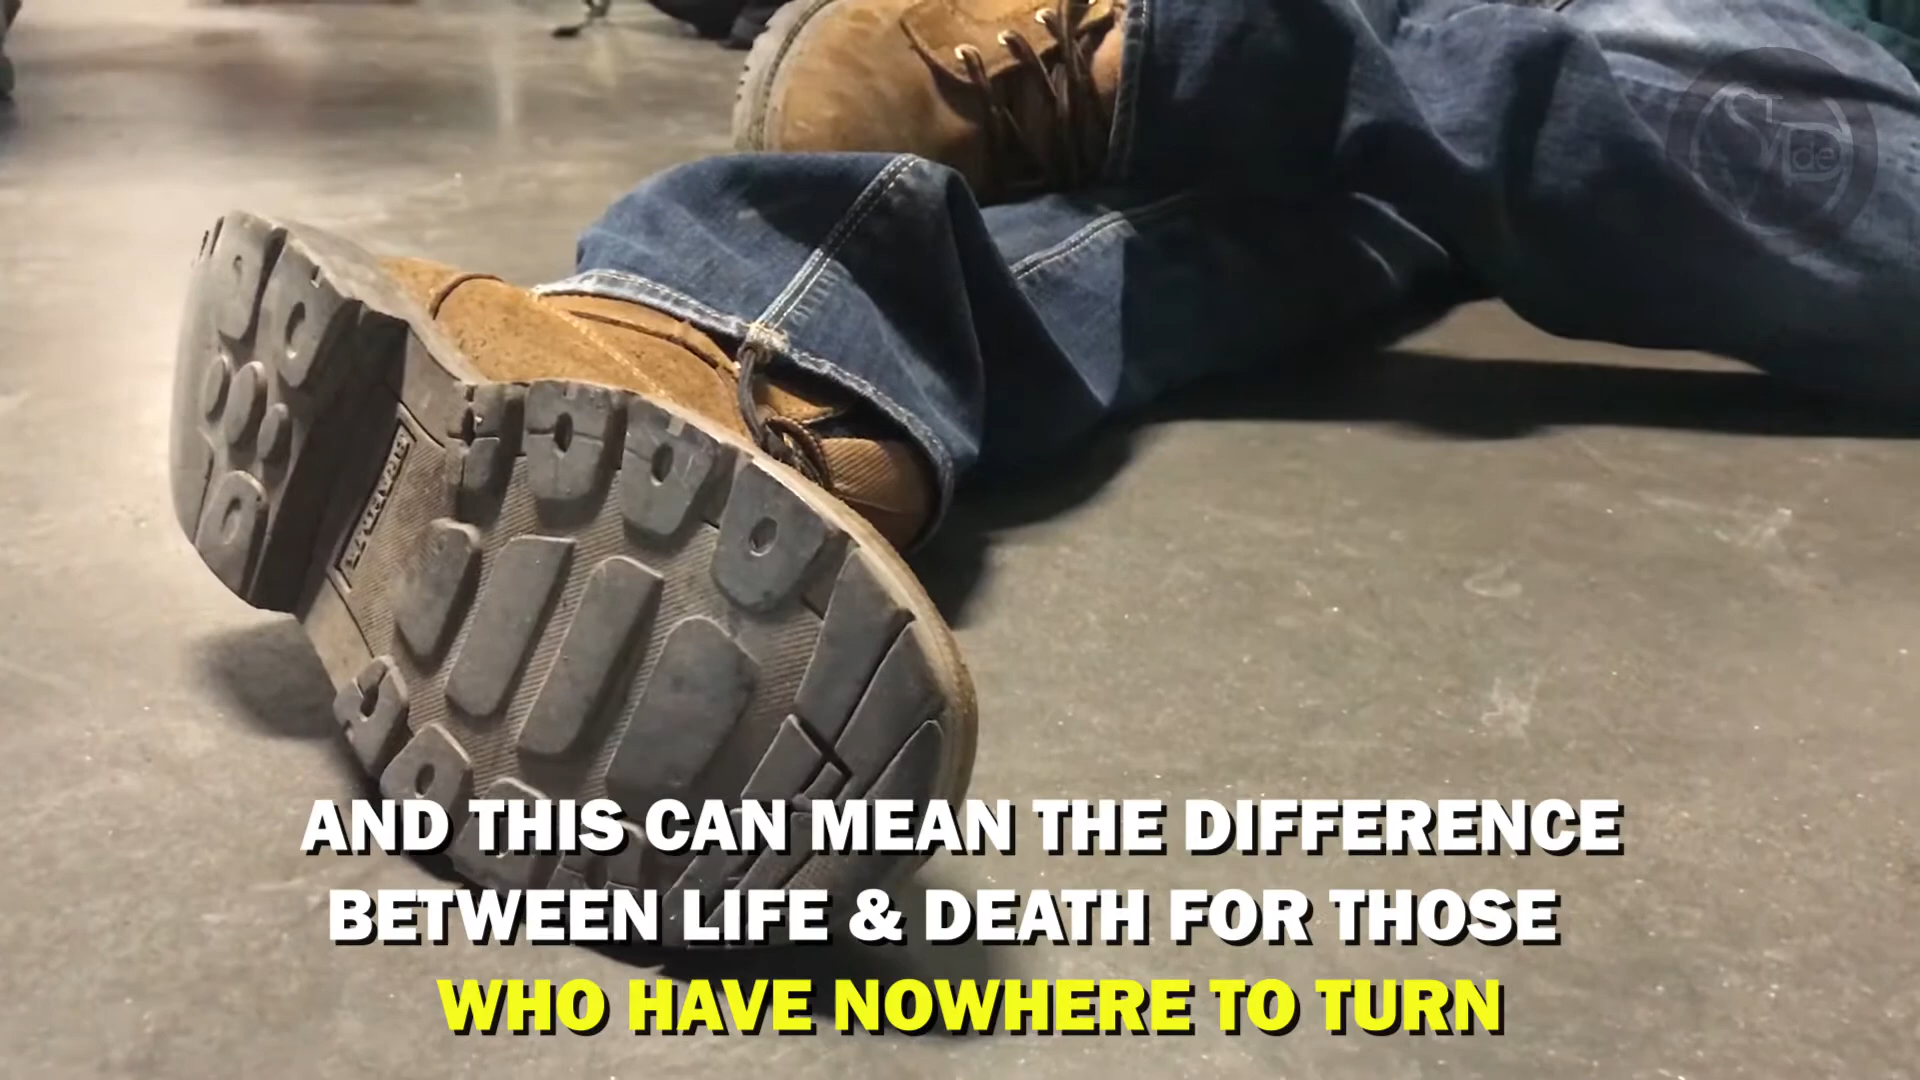 AND THIS CAN MEAN THE DIFFERENCE
BETWEEN LIFE & DEATH FOR THOSE
WHO HAVE NOWHERE TO TURN